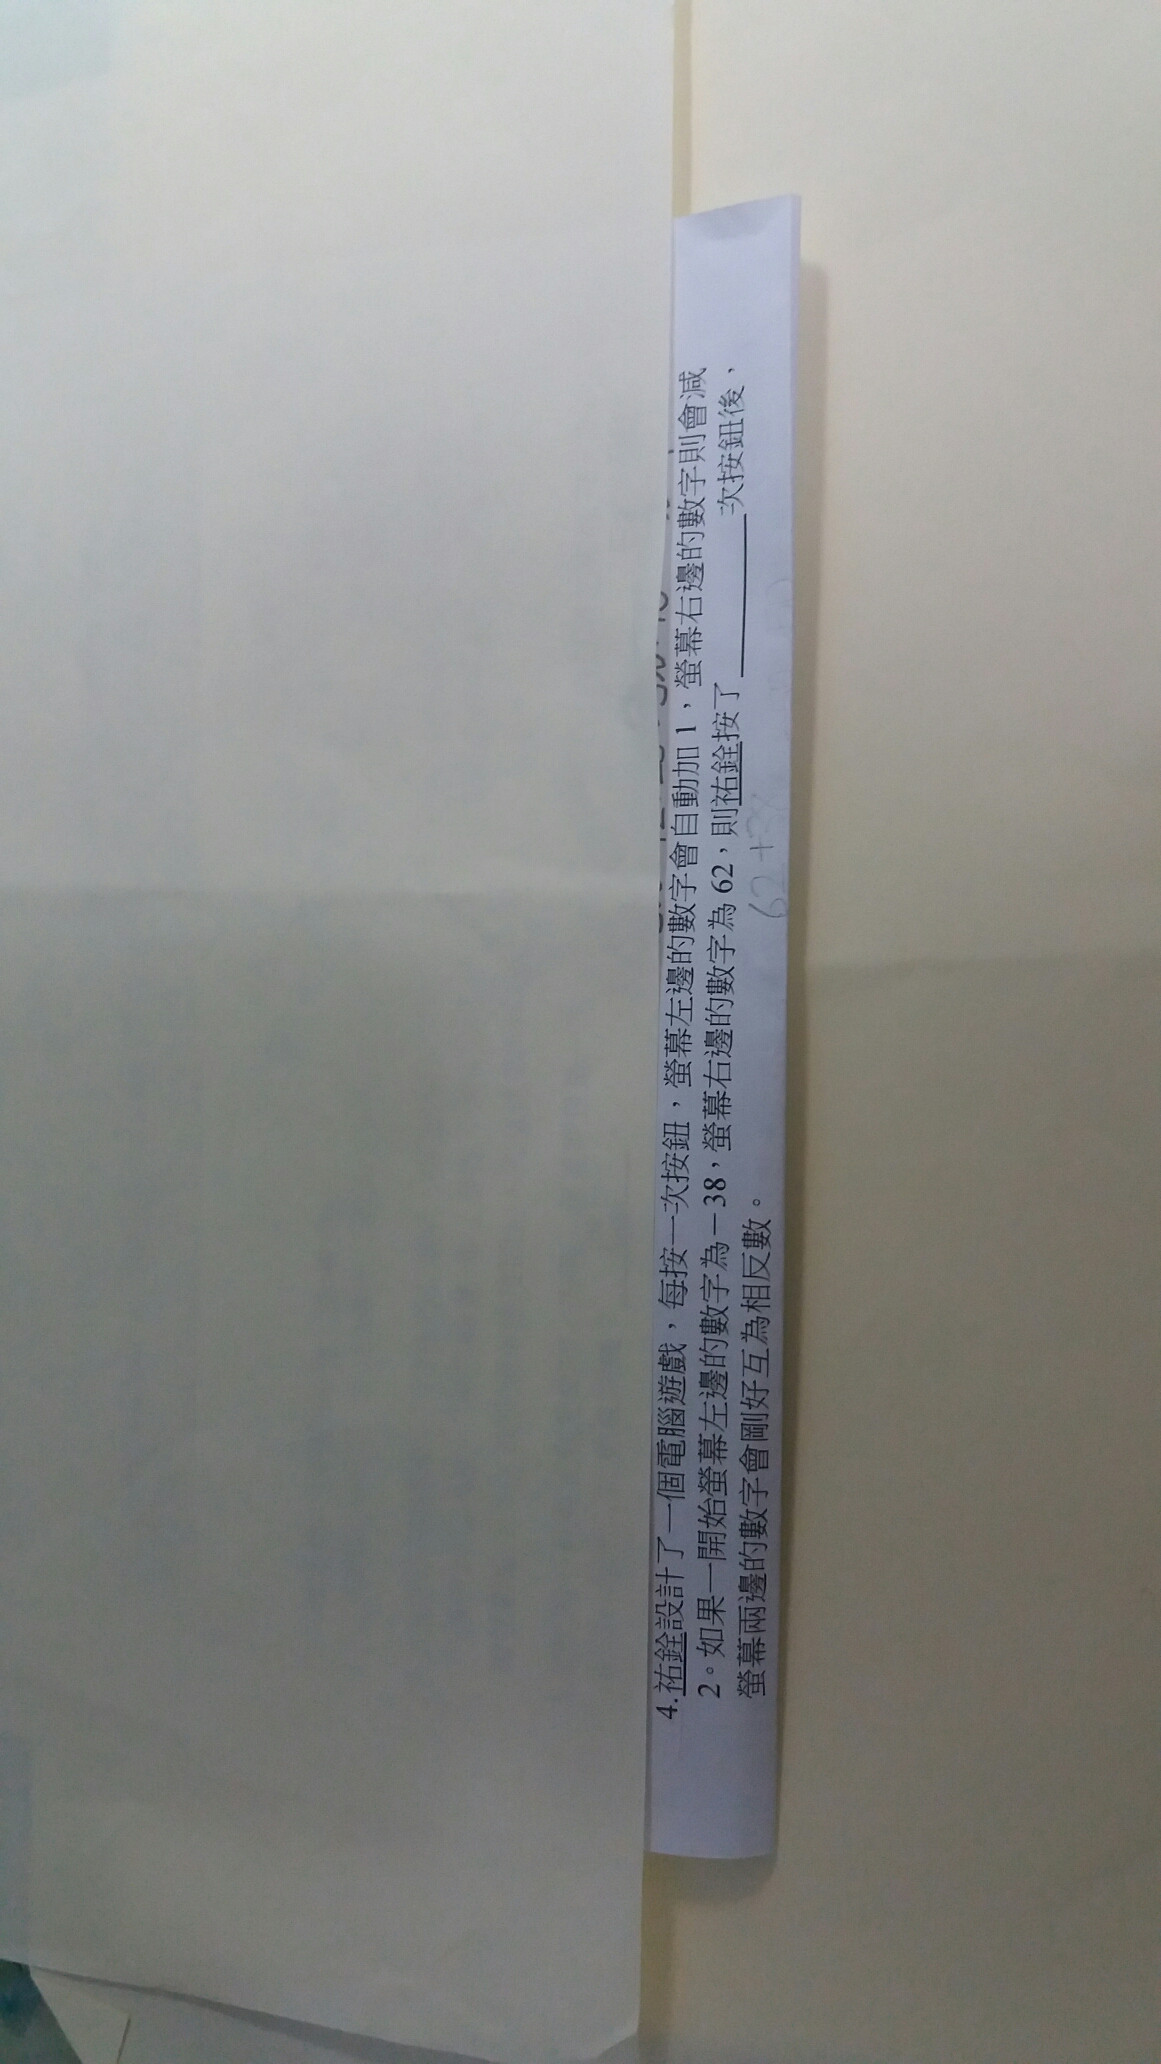 4.祐銓設計了一個電腦遊戲，每按一次按鈕，螢幕左邊的數字會自動加1，螢幕右邊的數字則會減
2。如果一開始螢幕左邊的數字為－38，螢幕右邊的數字為62，則祐銓按了＿＿＿＿次按鈕後，
螢幕兩邊的數字會剛好互為相反數。
62+